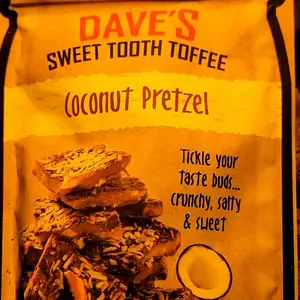 DAVE'S
SWEET TOOTH TOFFEE
Coconut Pretzel
Tickle your
taste buds...
crunchy, salty
& sweet